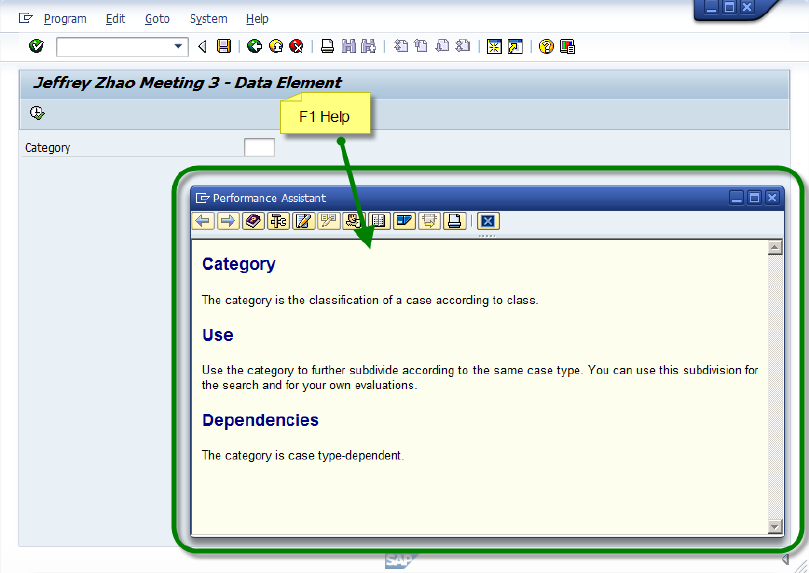 Program Edit Goto System Help
Jeffrey Zhao Meeting 3 - Data Element
F1 Help
Category
Performance Assistant
Category
The category is the classification of a case according to class.
Use
Use the category to further subdivide according to the same case type. You can use this subdivision for
the search and for your own evaluations.
Dependencies
The category is case type-dependent.
SAP